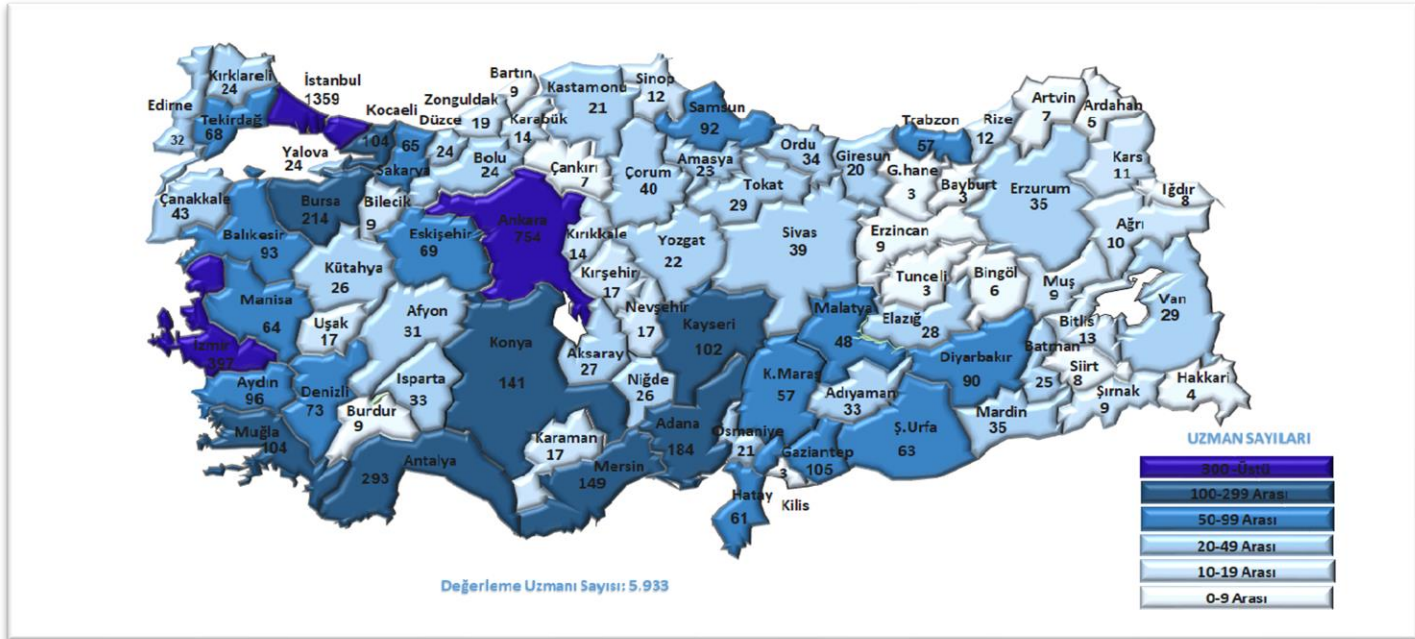 Kırklareli
24
İstanbul
1359
Edirne
32
Tekirdağ
68
Kocaeli
104
Yalova
24
65
Sakarya
Düzce
24
Zonguldak
19
Bartın
9
Karabük
14
Bolu
24
Kastamonu
21
Sinop
12
Samsun
92
Çankırı
7
Çorum
40
Amasya
23
Ordu
34
Tokat
29
Giresun
20
Trabzon
57
Rize
12
Artvin
7
Ardahan
5
G.hane
3
Bayburt
3
Erzurum
35
Kars
11
Iğdır
8
Ağrı
10
Çanakkale
43
Bursa
214
Bilecik
9
Balıkesir
93
Eskişehir
69
Ankara
754
Kırıkkale
14
Kırşehir
17
Yozgat
22
Sivas
39
Erzincan
9
Tunceli
3
Bingöl
6
Muş
9
Kütahya
26
Manisa
64
Uşak
17
Afyon
31
İzmir
397
Konya
141
Aksaray
27
Nevşehir
17
Kayseri
102
Malatya
48
Elazığ
28
Diyarbakır
90
Batman
25
Bitlis
13
Van
29
Siirt
8
Şırnak
9
Hakkari
4
Aydın
96
Denizli
73
Isparta
33
Burdur
9
Muğla
104
Antalya
293
Karaman
17
Niğde
26
Mersin
149
Adana
184
Osmaniye
21
K.Maraş
57
Adıyaman
33
Gaziantep
105
Ş.Urfa
63
Mardin
35
Kilis
3
Hatay
61
UZMAN SAYILARI
300 -Üstü
100-299 Arası
50-99 Arası
20-49 Arası
10-19 Arası
0-9 Arası
Değerleme Uzmanı Sayısı: 5.933